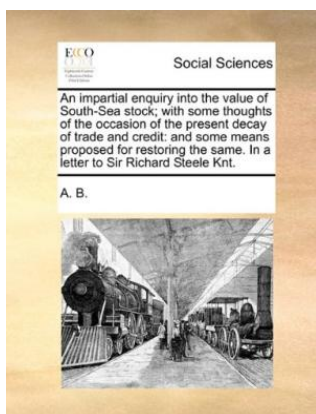 ECCO
Social Sciences
An impartial enquiry into the value of
South-Sea stock; with some thoughts
of the occasion of the present decay
of trade and credit: and some means
proposed for restoring the same. In a
letter to Sir Richard Steele Knt.
A. B.